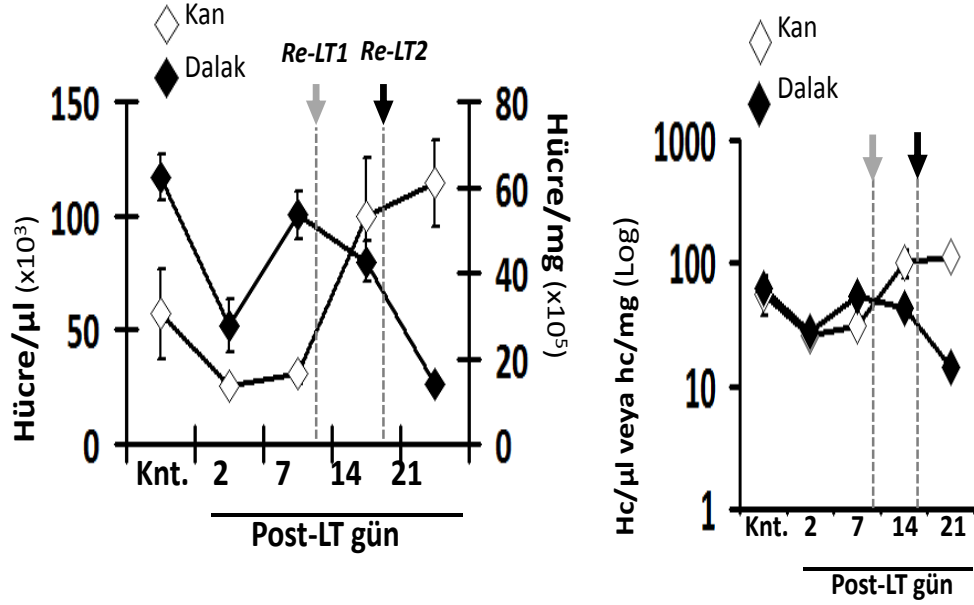 Kan
Dalak
Re-LT1 Re-LT2
150
100
50
0
Hücre/µl (x10³)
80
60
40
20
0
Hücre/mg (x10⁵)
Knt. 2 7 14 21
Post-LT gün
Kan
Dalak
1000
100
10
1
Hc/µl veya hc/mg (Log)
Knt. 2 7 14 21
Post-LT gün